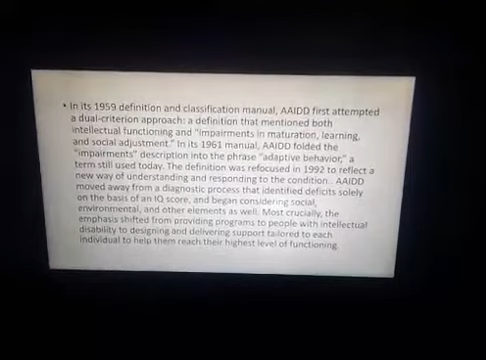 • In its 1959 definition and classification manual, AAIDD first attempted
a dual-criterion approach: a definition that mentioned both
intellectual functioning and "impairments in maturation, learning,
and social adjustment." In its 1961 manual, AAIDD folded the
"impairments" description into the phrase "adaptive behavior," a
term still used today. The definition was refocused in 1992 to reflect a
new way of understanding and responding to the condition. AAIDD
moved away from a diagnostic process that identified deficits solely
on the basis of an IQ score, and began considering social,
environmental, and other elements as well. Most crucially, the
emphasis shifted from providing programs to people with intellectual
disability to designing and delivering support tailored to each
individual to help them reach their highest level of functioning.